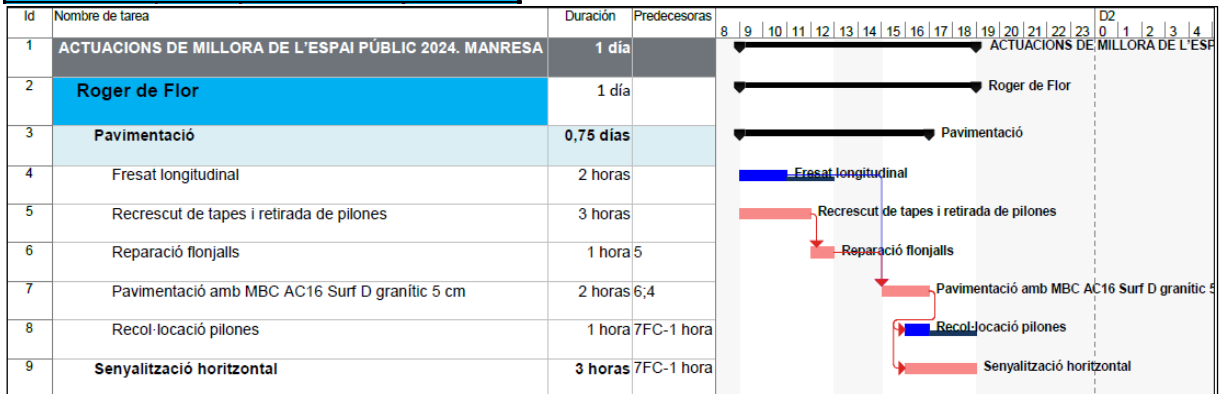 Id Nombre de tarea Duración Predecesoras D2
8 9 10 11 12 13 14 15 16 17 18 19 20 21 22 23 0 1 2 3 4
1 ACTUACIONS DE MILLORA DE L'ESPAI PÚBLIC 2024. MANRESA 1 día ACTUACIONS DE MILLORA DE L'ESP
2 Roger de Flor 1 día Roger de Flor
3 Pavimentació 0,75 días Pavimentació
4 Fresat longitudinal 2 horas Fresat longitudinal
5 Recrescut de tapes i retirada de pilones 3 horas Recrescut de tapes i retirada de pilones
6 Reparació flonjalls 1 hora 5 Reparació flonjalls
7 Pavimentació amb MBC AC16 Surf D granític 5 cm 2 horas 6;4 Pavimentació amb MBC AC16 Surf D granític 5
8 Recol·locació pilones 1 hora 7FC-1 hora Recol·locació pilones
9 Senyalització horitzontal 3 horas 7FC-1 hora Senyalització horitzontal